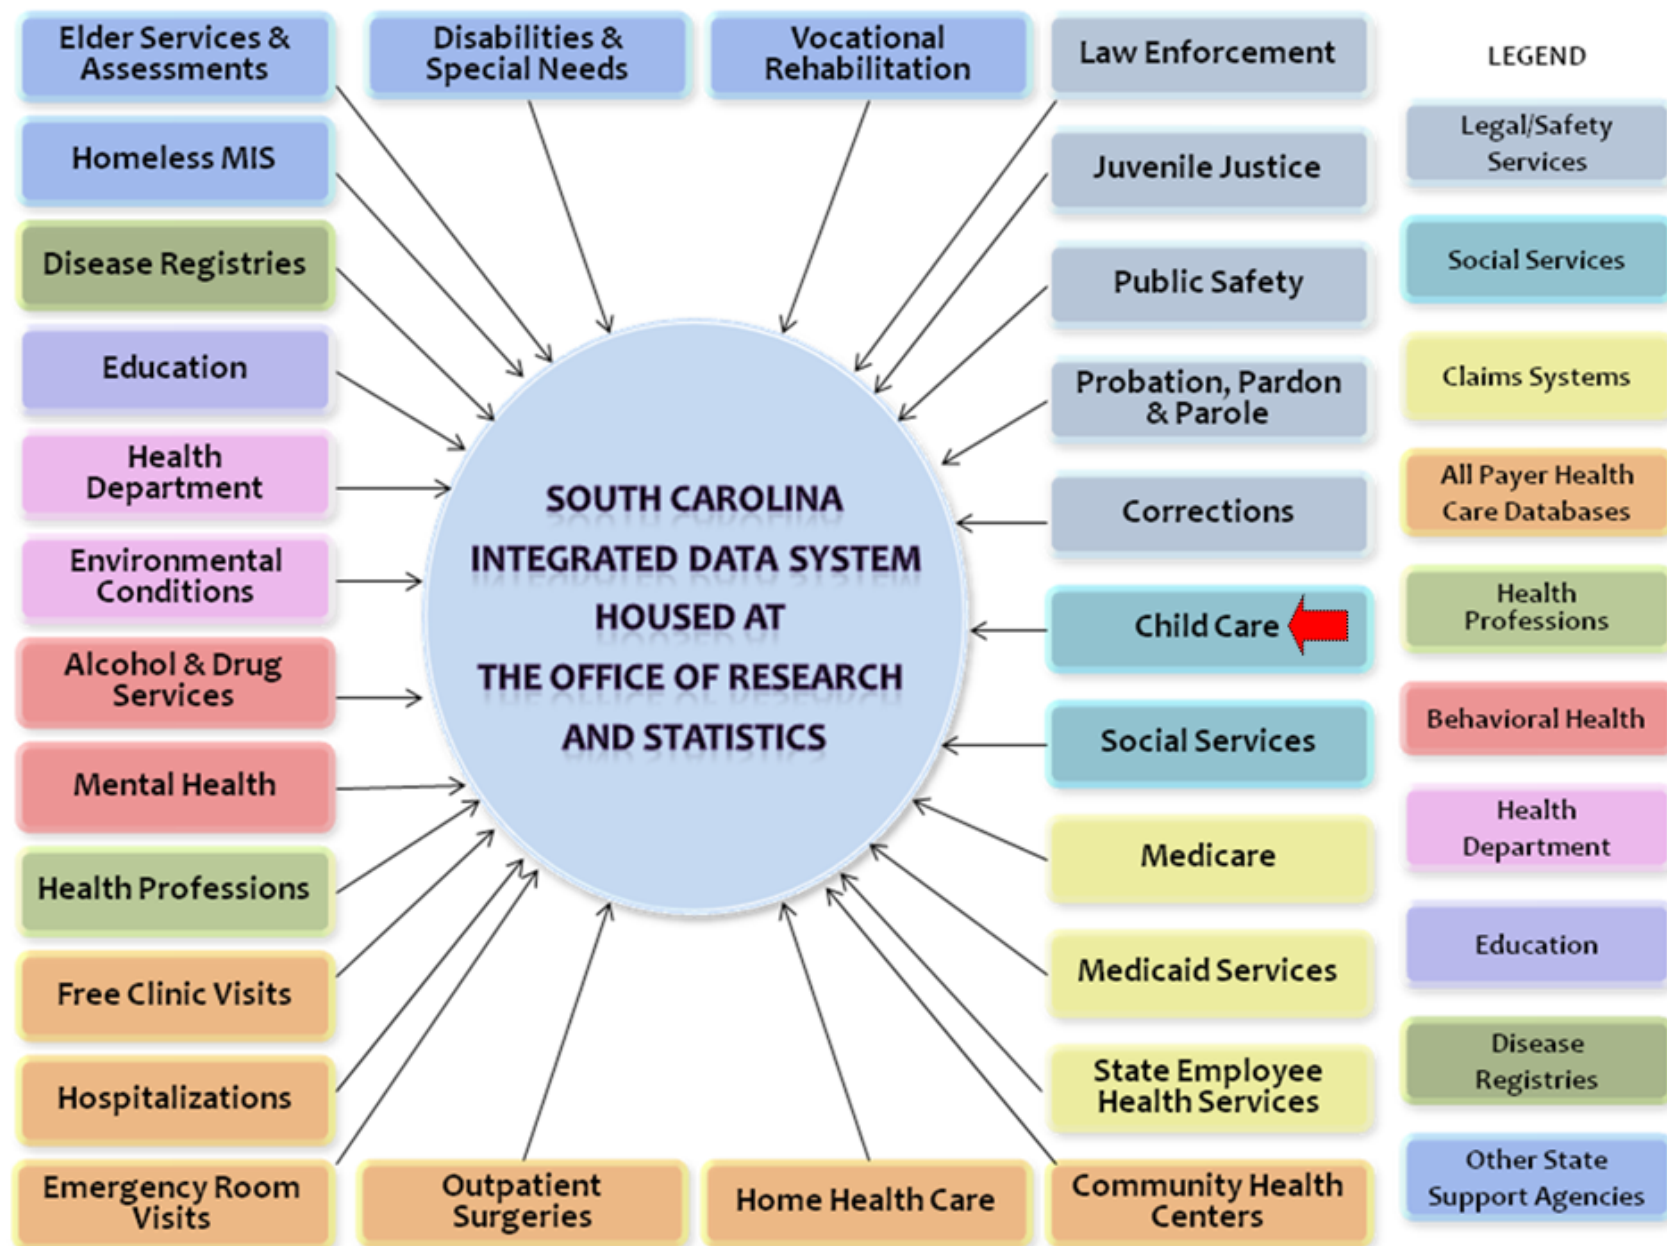 Elder Services &
Assessments
Disabilities &
Special Needs
Vocational
Rehabilitation
Law Enforcement
Homeless MIS
Disease Registries
Education
Health
Department
Environmental
Conditions
Alcohol & Drug
Services
Mental Health
Health Professions
Free Clinic Visits
Hospitalizations
Emergency Room
Visits
SOUTH CAROLINA
INTEGRATED DATA SYSTEM
HOUSED AT
THE OFFICE OF RESEARCH
AND STATISTICS
Outpatient
Surgeries
Home Health Care
Juvenile Justice
Public Safety
Probation, Pardon
& Parole
Corrections
Child Care
Social Services
Medicare
Medicaid Services
State Employee
Health Services
Community Health
Centers
LEGEND
Legal/Safety
Services
Social Services
Claims Systems
All Payer Health
Care Databases
Health
Professions
Behavioral Health
Health
Department
Education
Disease
Registries
Other State
Support Agencies